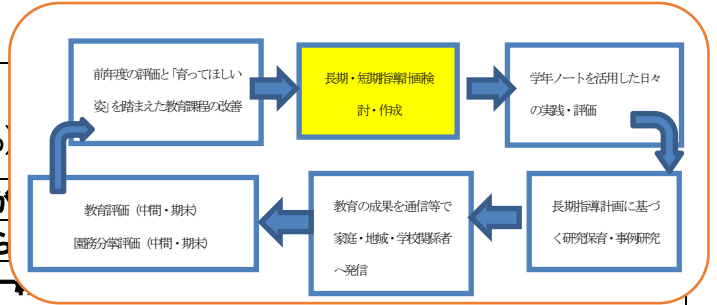 前年度の評価と「育ってほしい
姿」を踏まえた教育課程の改善
長期・短期指導計画検
討・作成
学年ノートを活用した日々
の実践・評価
長期指導計画に基づ
く研究保育・事例研究
教育の成果を通信等で
家庭・地域・学校関係者
へ発信
教育評価(中間・期末)
園務分掌評価(中間・期末)